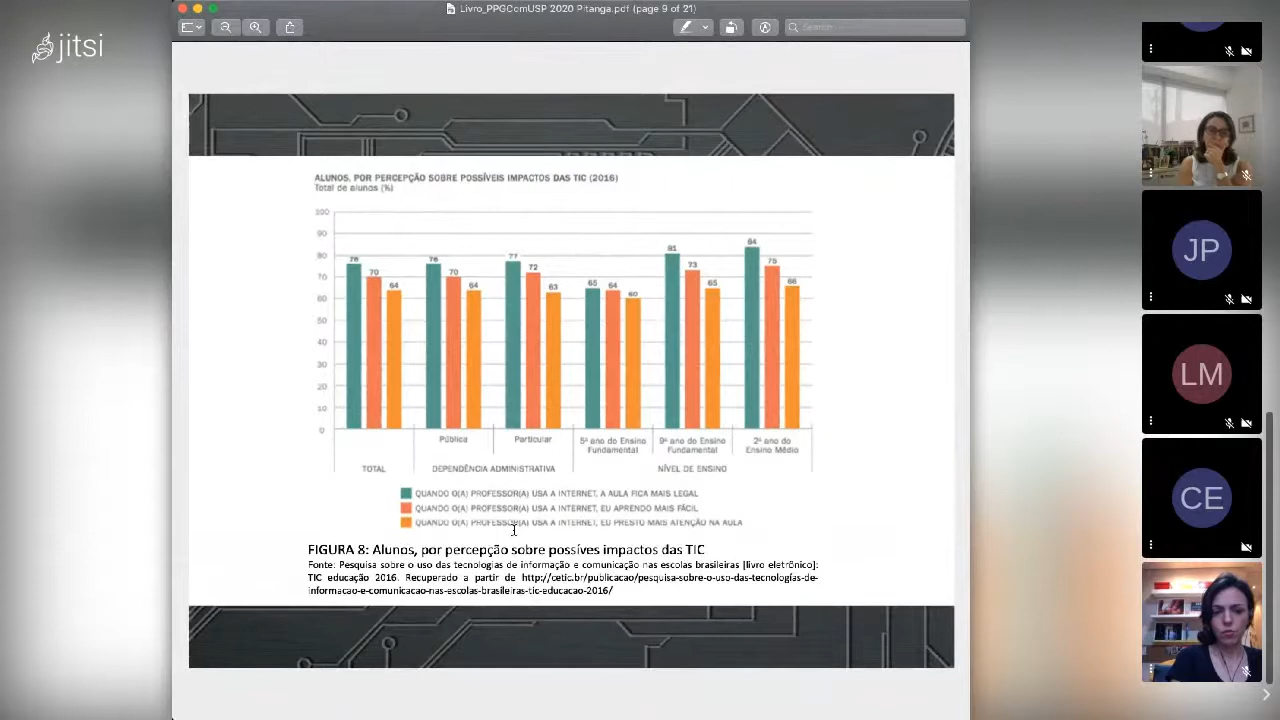 Livro_PPGComUSP 2020 Pitanga.pdf (page 9 of 21)
Search
jitsi
ALUNOS, POR PERCEPÇÃO SOBRE POSSÍVEIS IMPACTOS DAS TIC (2016)
Total de alunos (%)
100
90
80
70
60
50
40
30
20
10
0
76 70 64
76 70 64
77 72 63
65 64 60
81 73 65
84 75 66
Pública
Particular
5º ano do Ensino
Fundamental
9º ano do Ensino
Fundamental
2º ano do
Ensino Médio
TOTAL
DEPENDÊNCIA ADMINISTRATIVA
NÍVEL DE ENSINO
QUANDO O(A) PROFESSOR(A) USA A INTERNET, A AULA FICA MAIS LEGAL
QUANDO O(A) PROFESSOR(A) USA A INTERNET, EU APRENDO MAIS FÁCIL
QUANDO O(A) PROFESSOR(A) USA A INTERNET, EU PRESTO MAIS ATENÇÃO NA AULA
FIGURA 8: Alunos, por percepção sobre possíves impactos das TIC
Fonte: Pesquisa sobre o uso das tecnologias de informação e comunicação nas escolas brasileiras [livro eletrônico]:
TIC educação 2016. Recuperado a partir de http://cetic.br/publicacao/pesquisa-sobre-o-uso-das-tecnologias-de-
informacao-e-comunicacao-nas-escolas-brasileiras-tic-educacao-2016/
JP
LM
CE